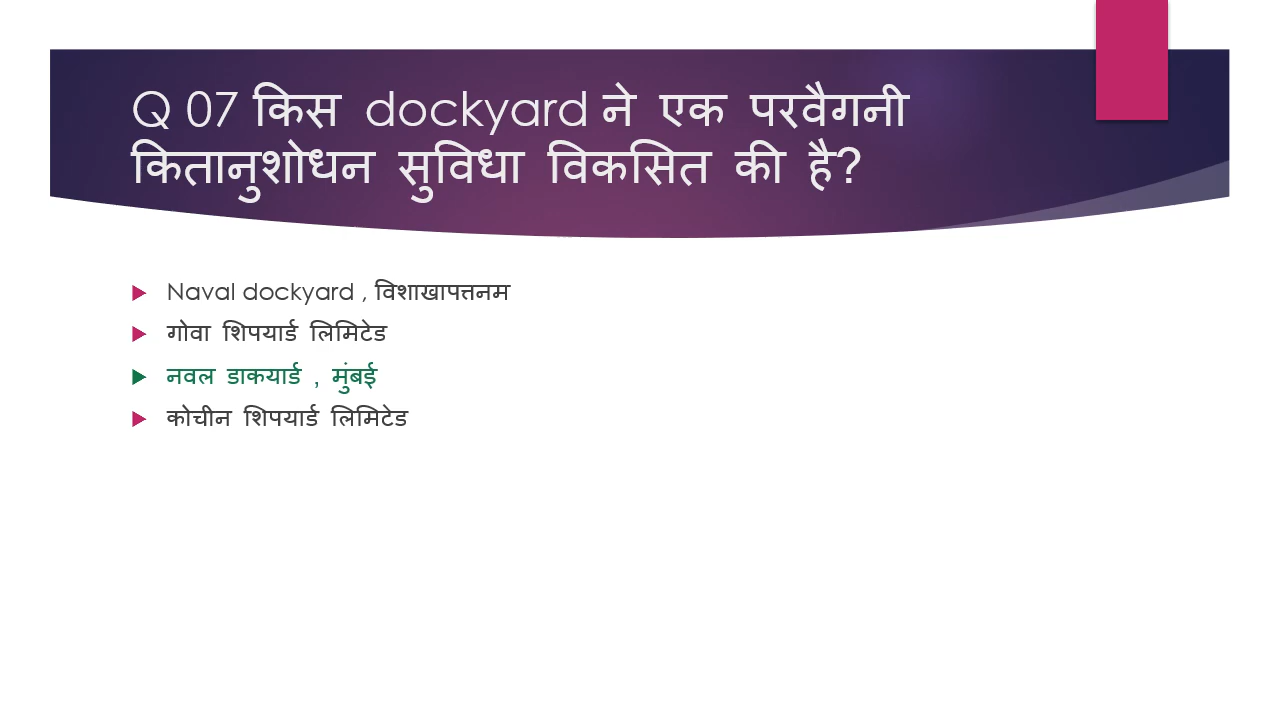 Q 07 किस dockyard ने एक परवैगनी
कितानुशोधन सुविधा विकसित की है?
Naval dockyard , विशाखापत्तनम
गोवा शिपयार्ड लिमिटेड
नवल डाकयार्ड , मुंबई
कोचीन शिपयार्ड लिमिटेड